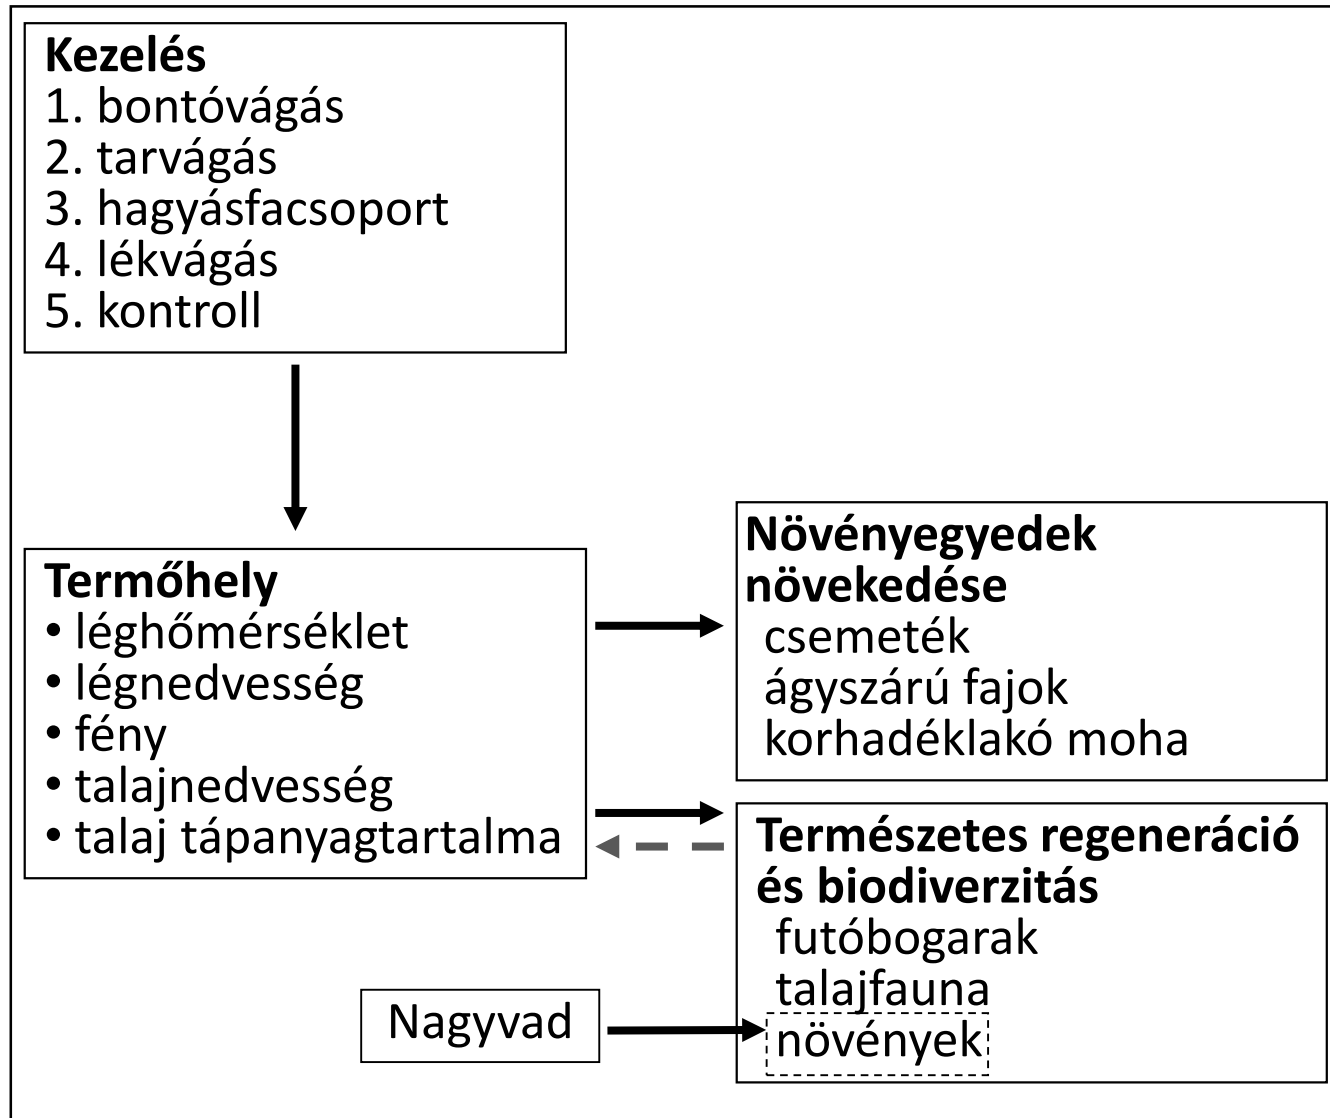 Kezelés
1. bontóvágás
2. tarvágás
3. hagyásfacsoport
4. lékvágás
5. kontroll
Termőhely
• léghőmérséklet
• légnedvesség
• fény
• talajnedvesség
• talaj tápanyagtartalma
Növényegyedek
növekedése
csemeték
ágyszárú fajok
korhadéklakó moha
Természetes regeneráció
és biodiverzitás
futóbogarak
talajfauna
növények
Nagyvad